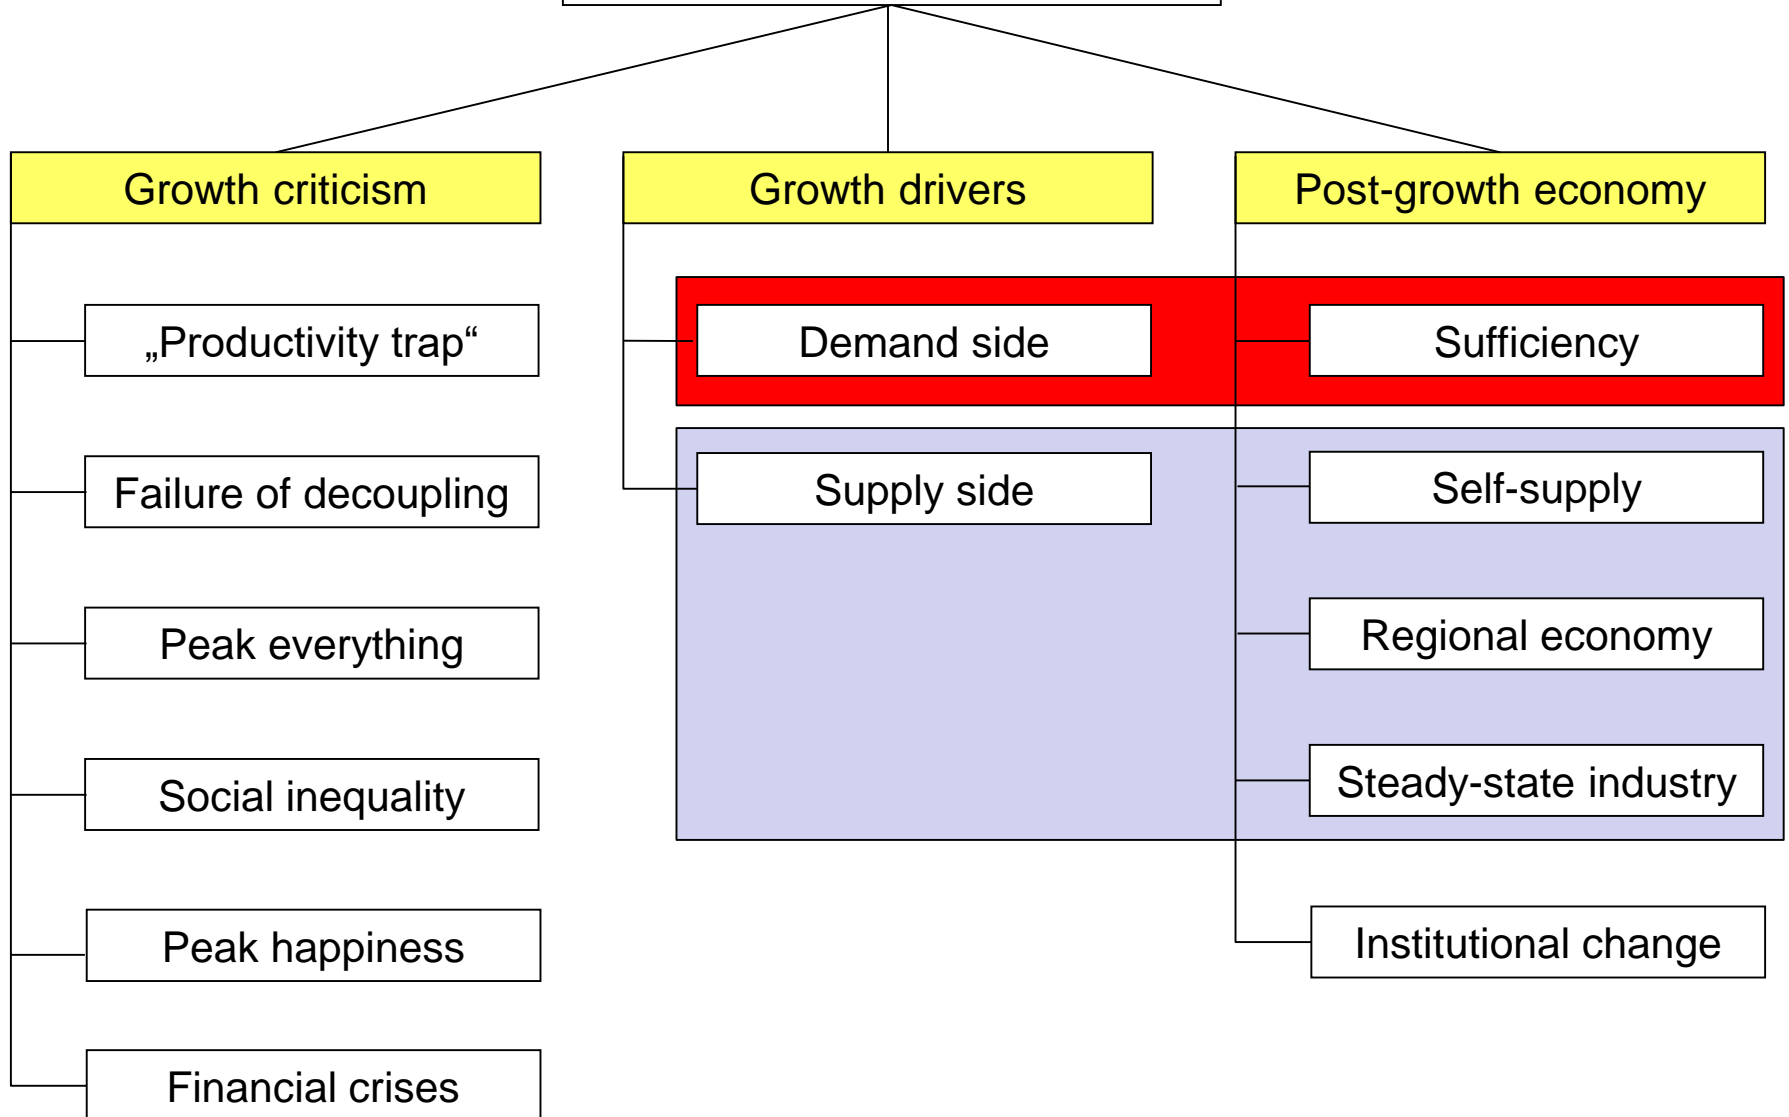 Growth criticism
„Productivity trap“
Failure of decoupling
Peak everything
Social inequality
Peak happiness
Financial crises
Growth drivers
Demand side
Supply side
Post-growth economy
Sufficiency
Self-supply
Regional economy
Steady-state industry
Institutional change